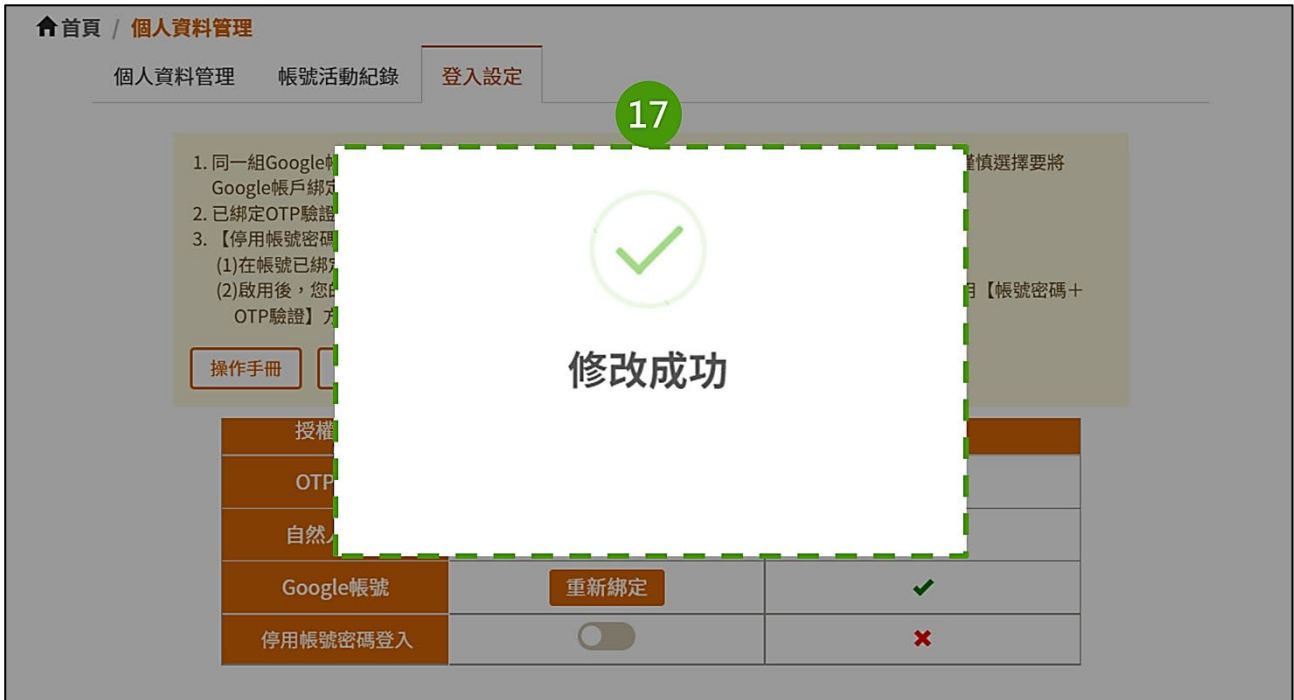 首頁 / 個人資料管理
個人資料管理 帳號活動紀錄 登入設定
17
1. 同一組Google帳 謹慎選擇要將
Google帳戶綁定
2. 已綁定OTP驗證
3. 【停用帳號密碼
(1)在帳號已綁定
(2)啟用後，您的 用【帳號密碼＋
OTP驗證】方
操作手冊
修改成功
授權
OTP
自然人
Google帳號 重新綁定
停用帳號密碼登入